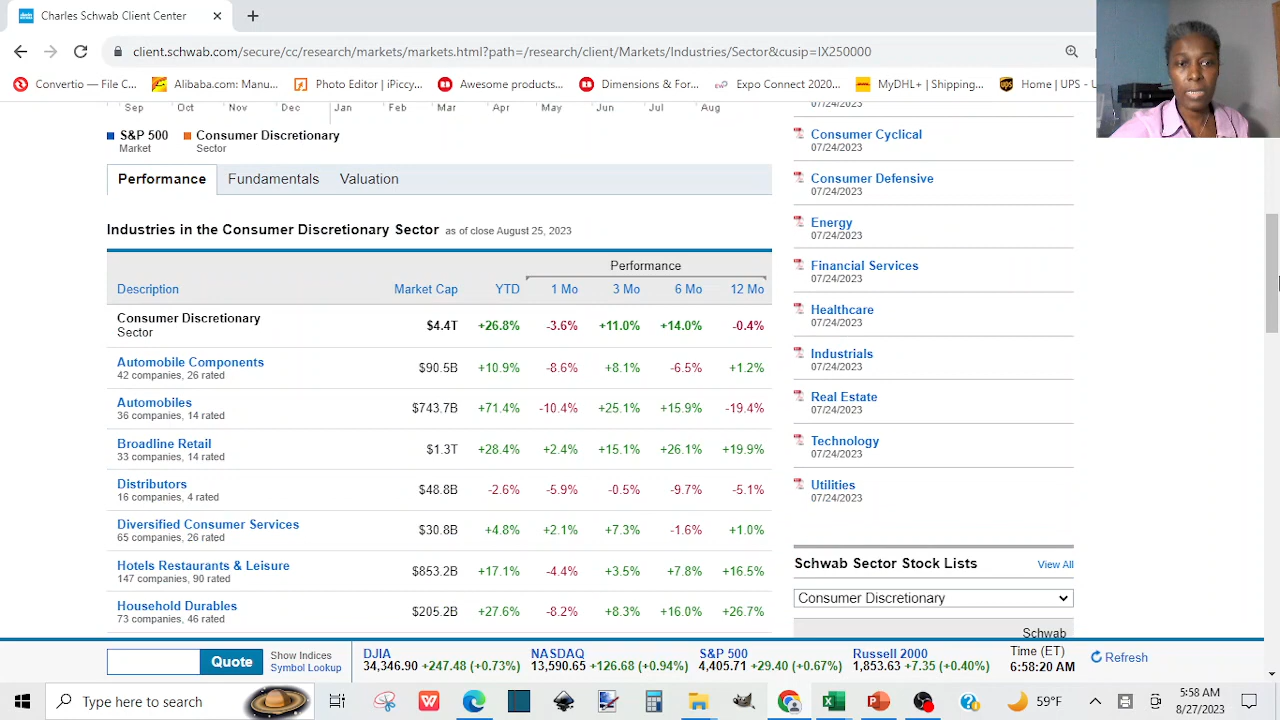 Charles Schwab Client Center
client.schwab.com/secure/cc/research/markets/markets.html?path=/research/client/Markets/Industries/Sector&cusip=IX250000
Convertio — File C...
Alibaba.com: Manu...
Photo Editor | iPiccy...
Awesome products...
Dimensions & For...
Expo Connect 2020...
MyDHL+ | Shipping...
Home | UPS -
Sep Oct Nov Dec Jan Feb Mar Apr May Jun Jul Aug
S&P 500 Consumer Discretionary
Market Sector
Performance Fundamentals Valuation
Industries in the Consumer Discretionary Sector as of close August 25, 2023
Performance
Description Market Cap YTD 1 Mo 3 Mo 6 Mo 12 Mo
Consumer Discretionary
Sector
$4.4T +26.8% -3.6% +11.0% +14.0% -0.4%
Automobile Components
42 companies, 26 rated
$90.5B +10.9% -8.6% +8.1% -6.5% +1.2%
Automobiles
36 companies, 14 rated
$743.7B +71.4% -10.4% +25.1% +15.9% -19.4%
Broadline Retail
33 companies, 14 rated
$1.3T +28.4% +2.4% +15.1% +26.1% +19.9%
Distributors
16 companies, 4 rated
$48.8B -2.6% -5.9% -0.5% -9.7% -5.1%
Diversified Consumer Services
65 companies, 26 rated
$30.8B +4.8% +2.1% +7.3% -1.6% +1.0%
Hotels Restaurants & Leisure
147 companies, 90 rated
$853.2B +17.1% -4.4% +3.5% +7.8% +16.5%
Household Durables
73 companies, 46 rated
$205.2B +27.6% -8.2% +8.3% +16.0% +26.7%
07/24/2023
Consumer Cyclical
07/24/2023
Consumer Defensive
07/24/2023
Energy
07/24/2023
Financial Services
07/24/2023
Healthcare
07/24/2023
Industrials
07/24/2023
Real Estate
07/24/2023
Technology
07/24/2023
Utilities
07/24/2023
Schwab Sector Stock Lists View All
Consumer Discretionary
Schwab
Quote
Show Indices
Symbol Lookup
DJIA
34,346.90 +247.48 (+0.73%)
NASDAQ
13,590.65 +126.68 (+0.94%)
S&P 500
4,405.71 +29.40 (+0.67%)
Russell 2000
1,853.63 +7.35 (+0.40%)
Time (ET)
6:58:20 AM
Refresh
Type here to search
59°F
5:58 AM
8/27/2023